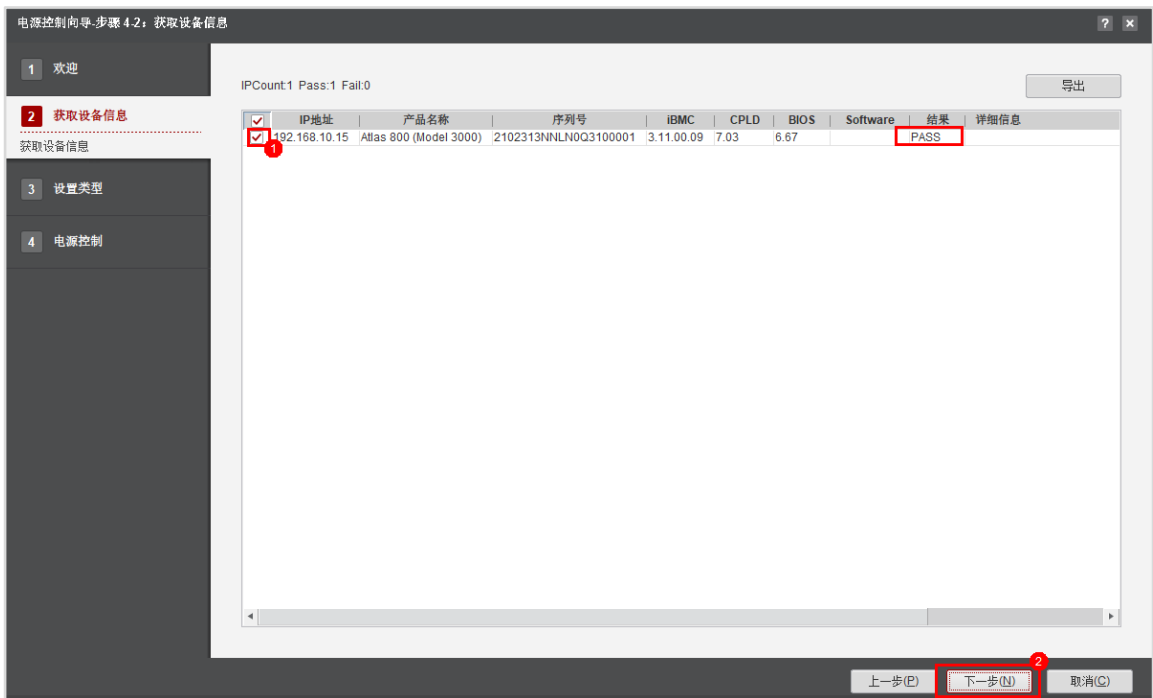 电源控制向导-步骤 4-2：获取设备信息
? ×
1 欢迎
2 获取设备信息
获取设备信息
3 设置类型
4 电源控制
IPCount:1 Pass:1 Fail:0
导出
IP地址 产品名称 序列号 iBMC CPLD BIOS Software 结果 详细信息
192.168.10.15 Atlas 800 (Model 3000) 2102313NNLN0Q3100001 3.11.00.09 7.03 6.67 PASS
1
2
上一步(P) 下一步(N) 取消(C)